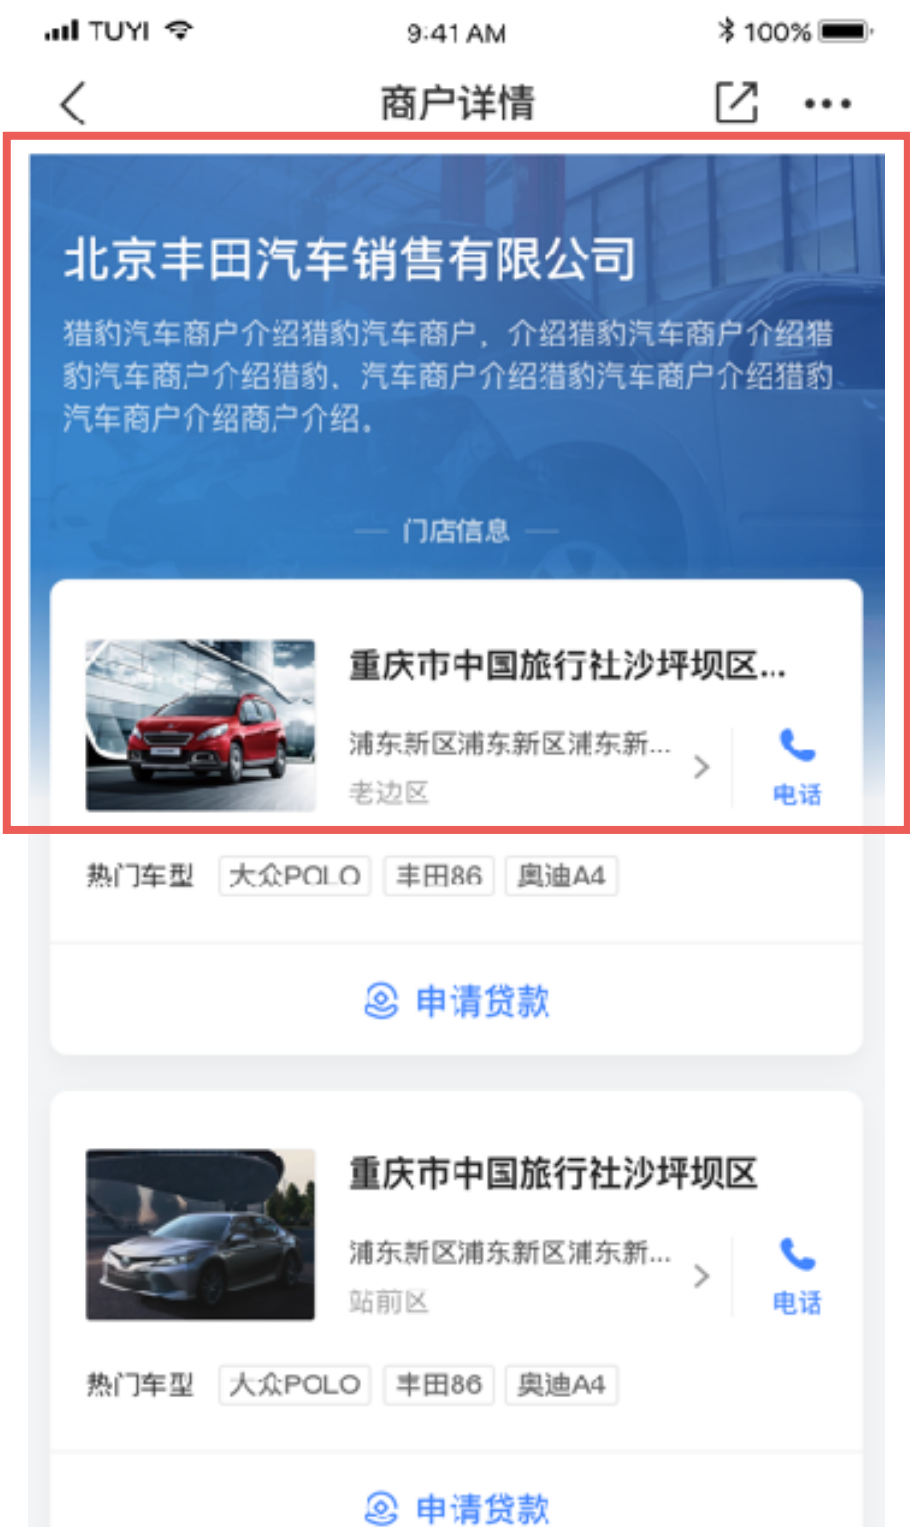 TUYI
9:41 AM
100%
商户详情
北京丰田汽车销售有限公司
猎豹汽车商户介绍猎豹汽车商户，介绍猎豹汽车商户介绍猎
豹汽车商户介绍猎豹、汽车商户介绍猎豹汽车商户介绍猎豹
汽车商户介绍商户介绍。
门店信息
重庆市中国旅行社沙坪坝区...
浦东新区浦东新区浦东新...
老边区
电话
热门车型 大众POLO 丰田86 奥迪A4
申请贷款
重庆市中国旅行社沙坪坝区
浦东新区浦东新区浦东新...
站前区
电话
热门车型 大众POLO 丰田86 奥迪A4
申请贷款